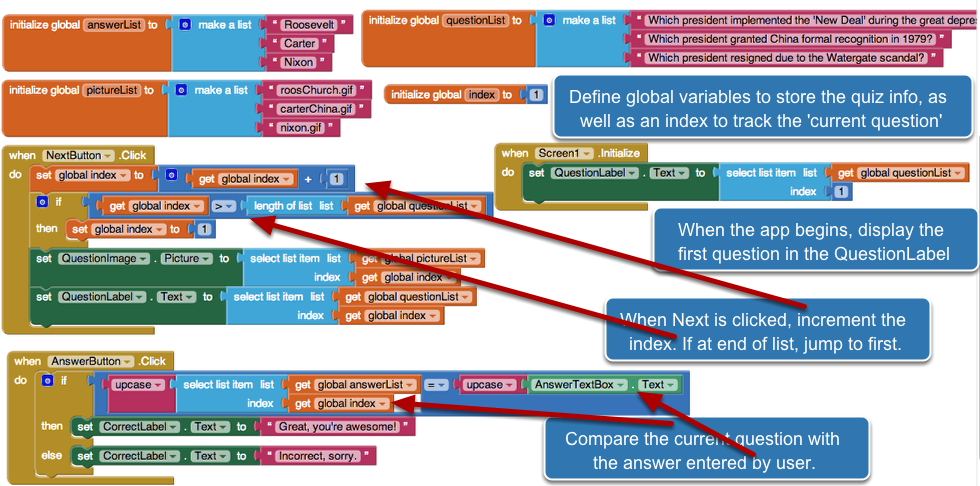 initialize global answerList to make a list " Roosevelt "
" Carter "
" Nixon "
initialize global questionList to make a list " Which president implemented the 'New Deal' during the great depres
" Which president granted China formal recognition in 1979? "
" Which president resigned due to the Watergate scandal? "
initialize global pictureList to make a list " roosChurch.gif "
" carterChina.gif "
" nixon.gif "
initialize global index to 1
Define global variables to store the quiz info, as
well as an index to track the 'current question'
when NextButton .Click
do set global index to get global index + 1
if get global index > length of list list get global questionList
then set global index to 1
set QuestionImage . Picture to select list item list get global pictureList
index get global index
set QuestionLabel . Text to select list item list get global questionList
index get global index
when Screen1 .Initialize
do set QuestionLabel . Text to select list item list get global questionList
index 1
When the app begins, display the
first question in the QuestionLabel
When Next is clicked, increment the
index. If at end of list, jump to first.
when AnswerButton .Click
do if upcase select list item list get global answerList = upcase AnswerTextBox . Text
index get global index
then set CorrectLabel . Text to " Great, you're awesome! "
else set CorrectLabel . Text to " Incorrect, sorry. "
Compare the current question with
the answer entered by user.